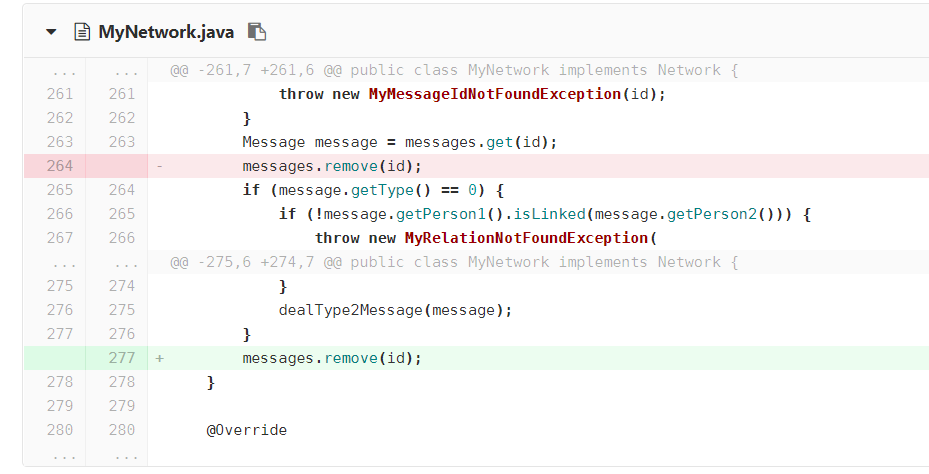 MyNetwork.java
... ... @@ -261,7 +261,6 @@ public class MyNetwork implements Network {
261 261 throw new MyMessageIdNotFoundException(id);
262 262 }
263 263 Message message = messages.get(id);
264 - messages.remove(id);
265 264 if (message.getType() == 0) {
266 265 if (!message.getPerson1().isLinked(message.getPerson2())) {
267 266 throw new MyRelationNotFoundException(
... ... @@ -275,6 +274,7 @@ public class MyNetwork implements Network {
275 274 }
276 275 dealType2Message(message);
277 276 }
277 + messages.remove(id);
278 278 }
279 279
280 280 @Override
... ...